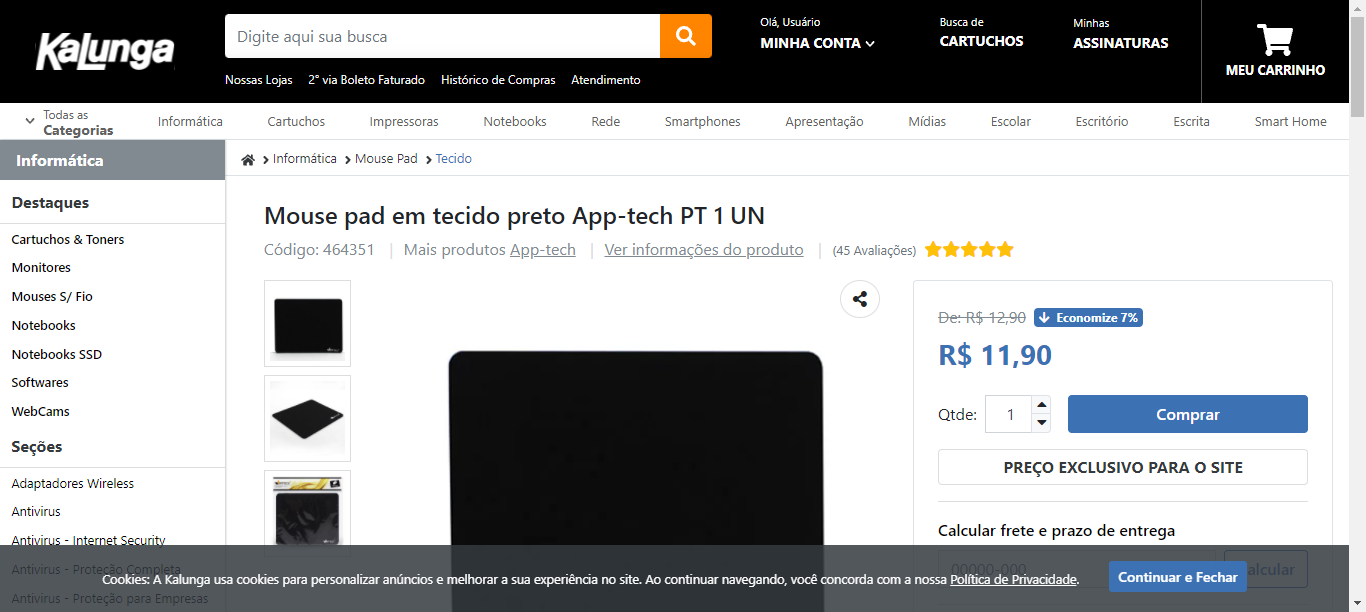 Kalunga
Digite aqui sua busca
Nossas Lojas 2° via Boleto Faturado Histórico de Compras Atendimento
Olá, Usuário
MINHA CONTA
Busca de
CARTUCHOS
Minhas
ASSINATURAS
MEU CARRINHO
Todas as
Categorias
Informática Cartuchos Impressoras Notebooks Rede Smartphones Apresentação Mídias Escolar Escritório Escrita Smart Home
Informática
Destaques
Cartuchos & Toners
Monitores
Mouses S/ Fio
Notebooks
Notebooks SSD
Softwares
WebCams
Seções
Adaptadores Wireless
Antivirus
Antivirus - Internet Security
Antivirus - Proteção Completa
Antivirus - Proteção para Empresas
Informática Mouse Pad Tecido
Mouse pad em tecido preto App-tech PT 1 UN
Código: 464351 | Mais produtos App-tech | Ver informações do produto | (45 Avaliações)
De: R$ 12,90 Economize 7%
R$ 11,90
Qtde: 1 Comprar
PREÇO EXCLUSIVO PARA O SITE
Calcular frete e prazo de entrega
00000-000 Calcular
Cookies: A Kalunga usa cookies para personalizar anúncios e melhorar a sua experiência no site. Ao continuar navegando, você concorda com a nossa Política de Privacidade.
Continuar e Fechar